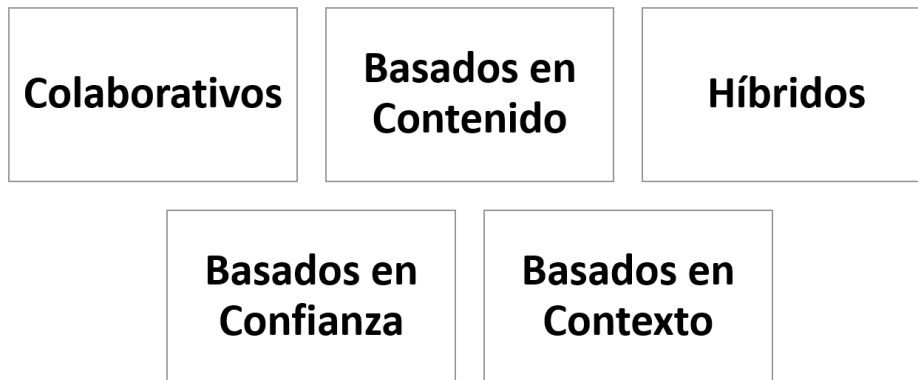 Colaborativos
Basados en
Contenido
Híbridos
Basados en
Confianza
Basados en
Contexto